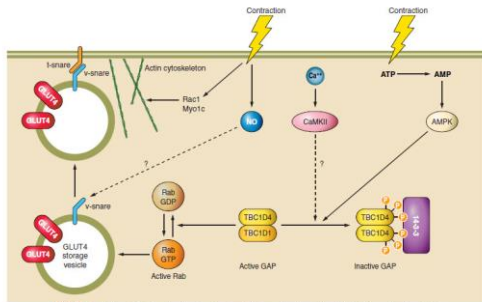 Contraction
Contraction
t-snare
v-snare
Actin cytoskeleton
GLUT4
GLUT4
Rac1
Myo1c
NO
Ca++
CaMKII
ATP
AMP
AMPK
?
?
v-snare
GLUT4
GLUT4
GLUT4
storage
vesicle
Rab
GDP
Rab
GTP
Active Rab
TBC1D4
TBC1D1
Active GAP
TBC1D4
TBC1D4
P
P
P
P
P
P
14-3-3
Inactive GAP